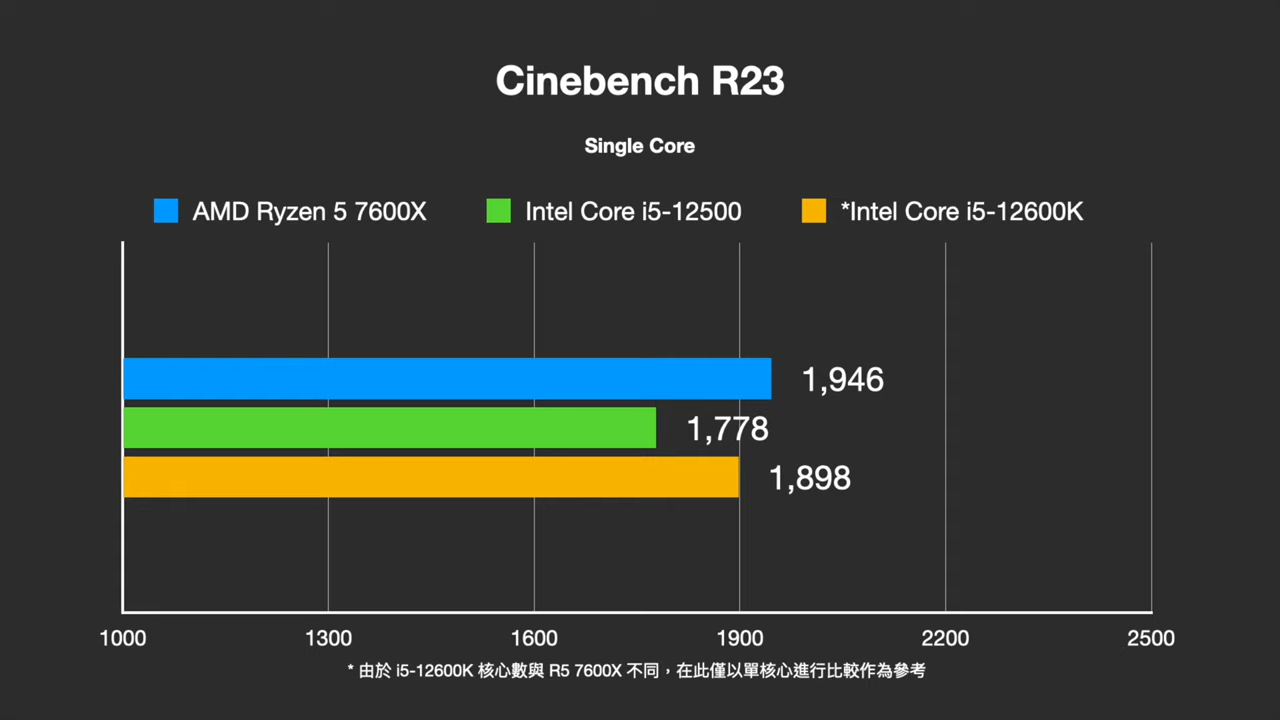 Cinebench R23
Single Core
AMD Ryzen 5 7600X Intel Core i5-12500 *Intel Core i5-12600K
1,946
1,778
1,898
1000 1300 1600 1900 2200 2500
* 由於 i5-12600K 核心數與 R5 7600X 不同，在此僅以單核心進行比較作為參考